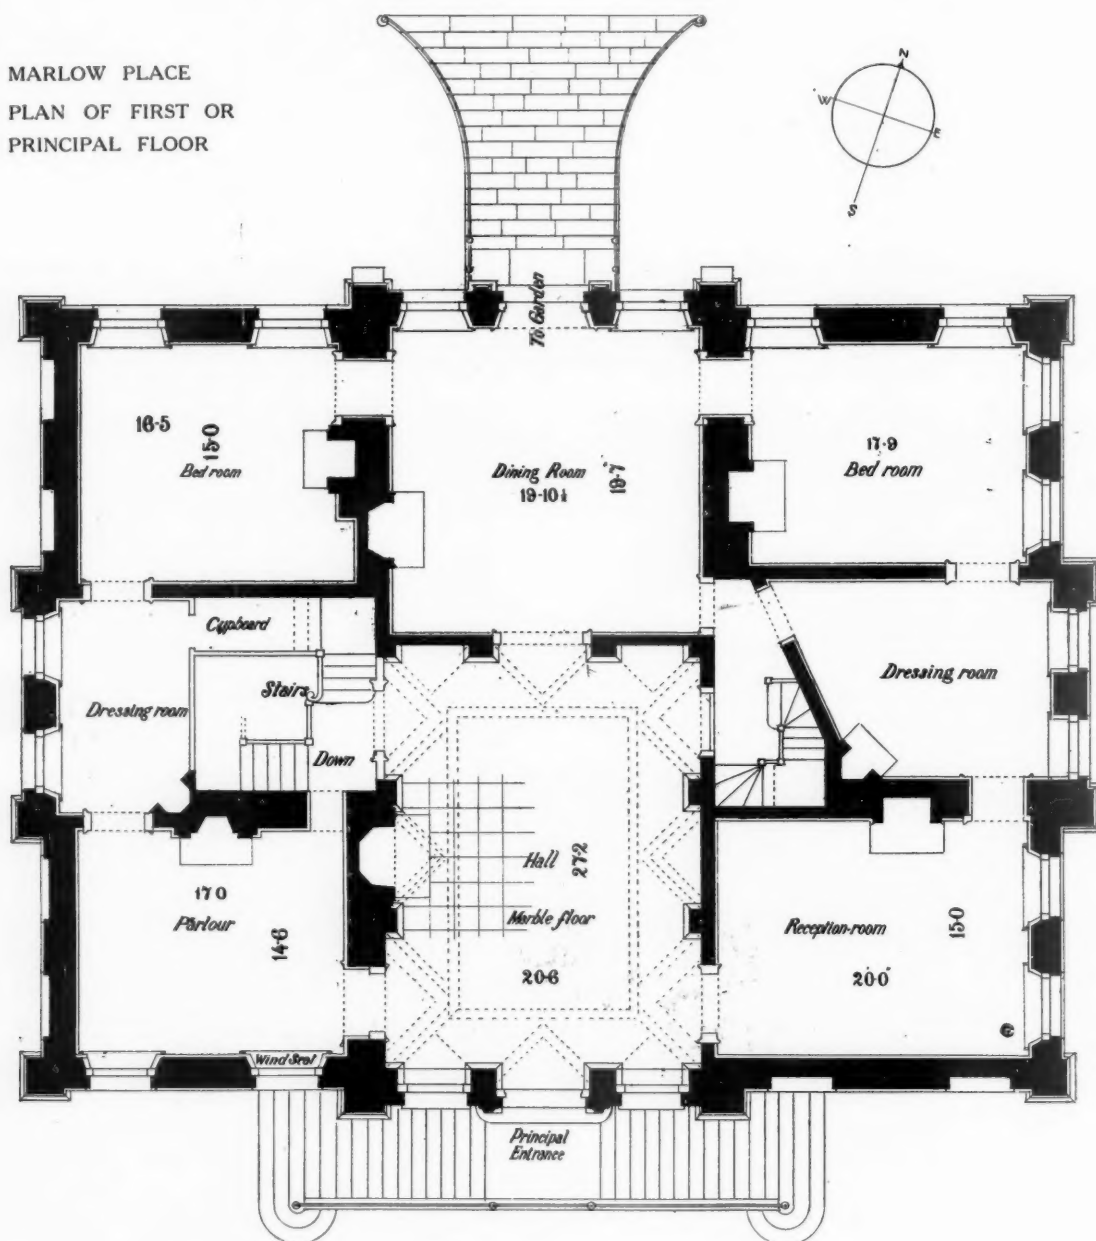 MARLOW PLACE
PLAN OF FIRST OR
PRINCIPAL FLOOR
N
W
E
S
To Garden
16-5
15-0
Bed room
Dining Room
19-10½
19-7
17-9
Bed room
Cupboard
Stairs
Dressing room
Down
Dressing room
Hall
27-2
Marble floor
20-6
17 0
Parlour
14-6
Reception-room
15-0
20-0
Wind Seat
Principal
Entrance